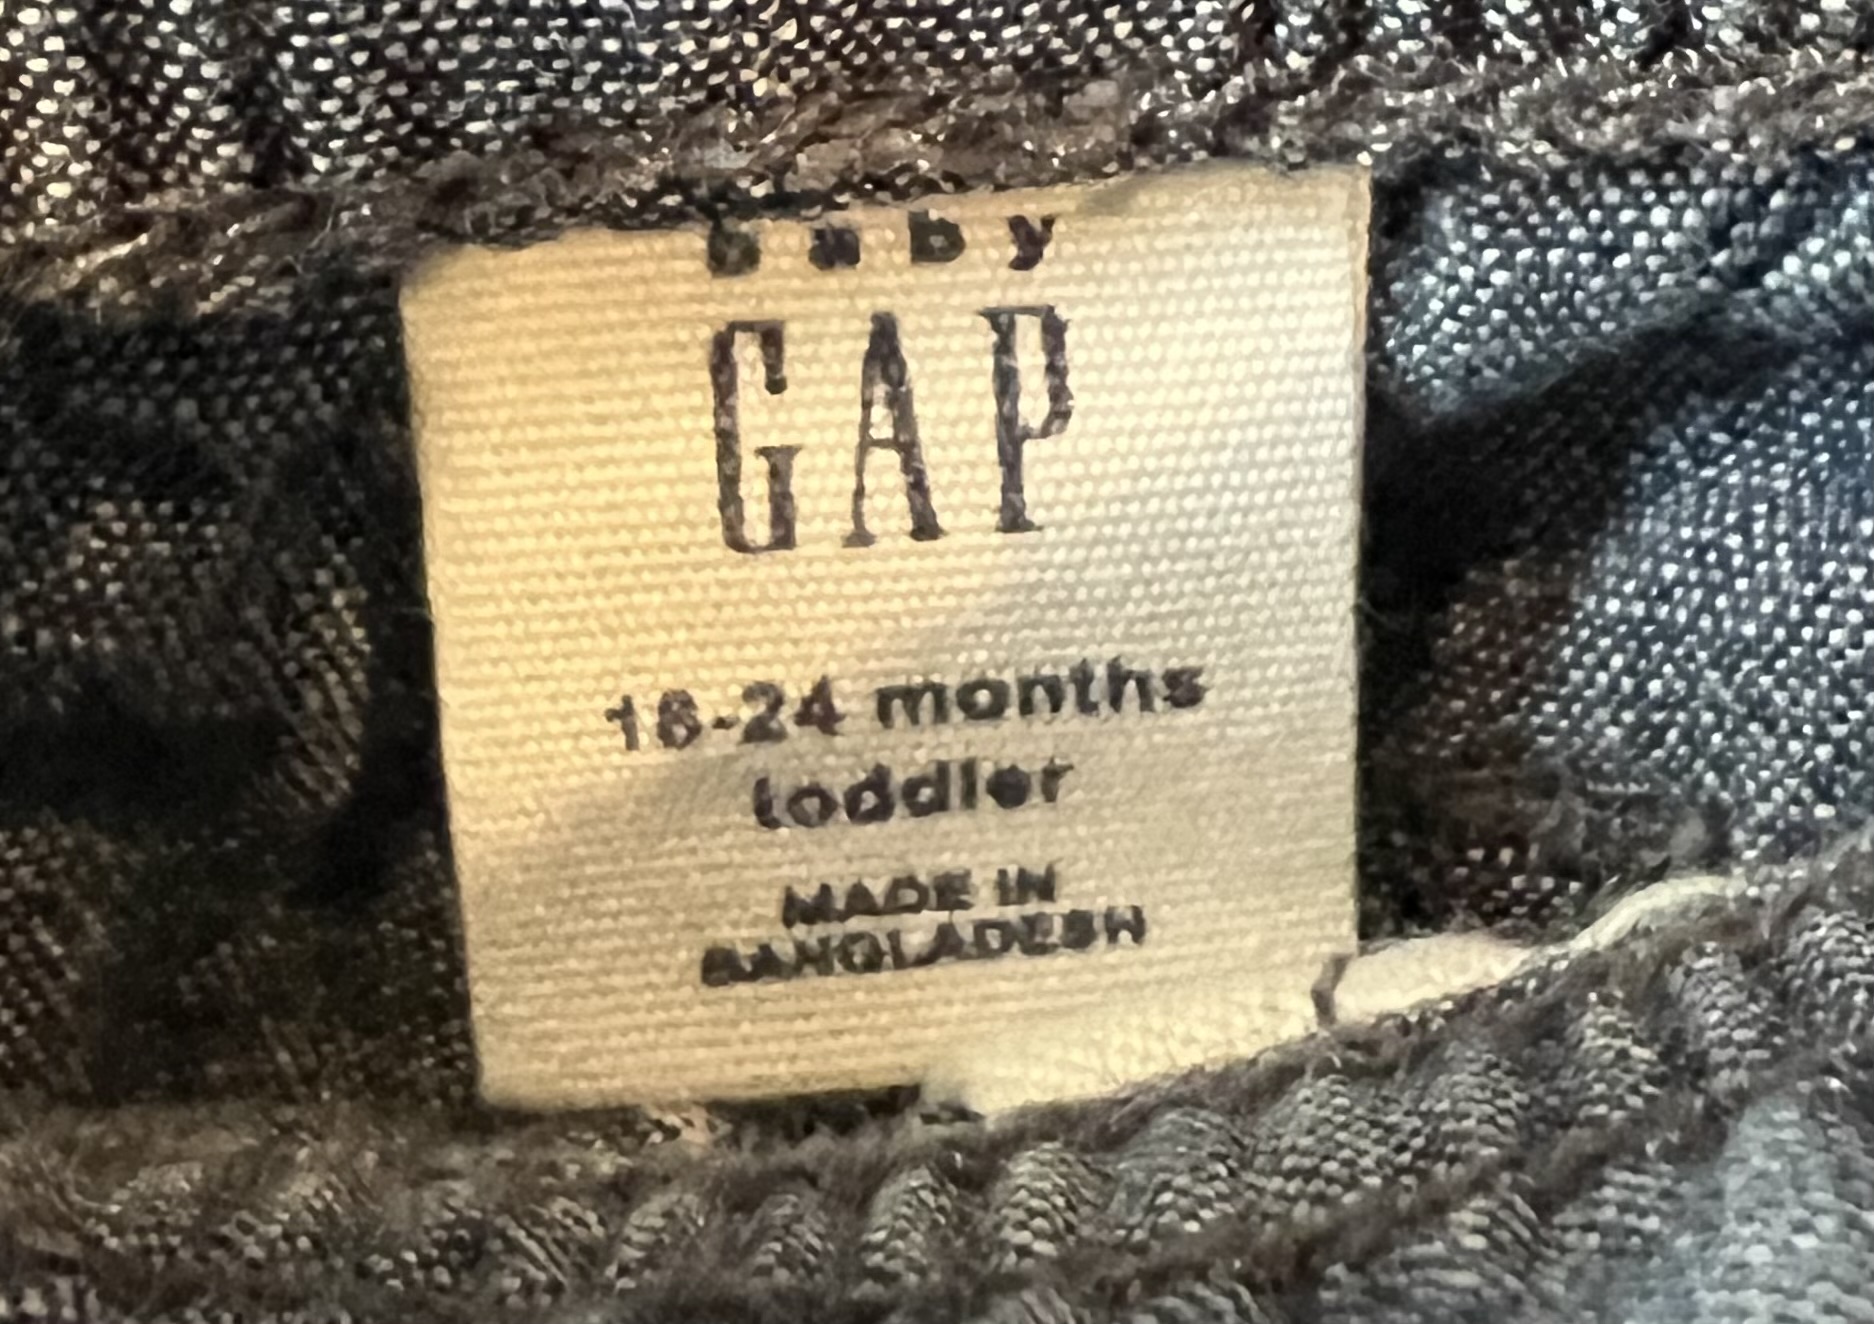 baby
GAP
18-24 months
toddler
MADE IN
BANGLADESH